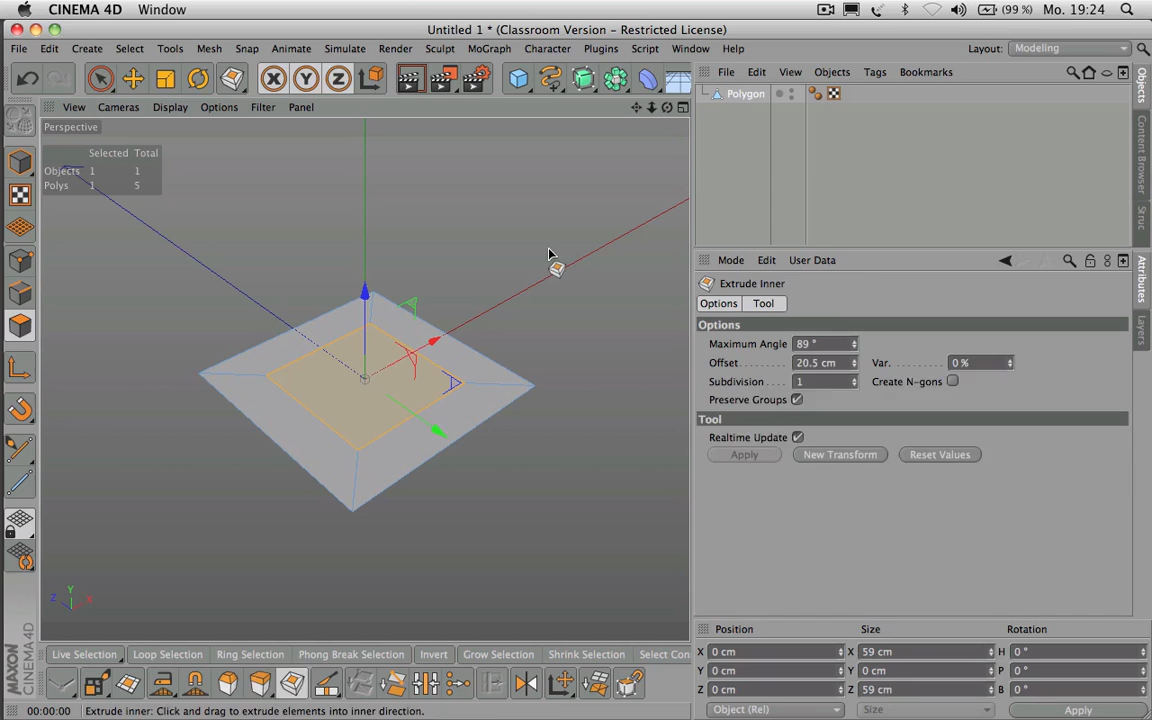 CINEMA 4D Window (99 %) Mo. 19:24
Untitled 1 * (Classroom Version - Restricted License)
File Edit Create Select Tools Mesh Snap Animate Simulate Render Sculpt MoGraph Character Plugins Script Window Help Layout: Modeling
X Y Z
File Edit View Objects Tags Bookmarks
Polygon
View Cameras Display Options Filter Panel
Perspective
Selected Total
Objects 1 1
Polys 1 5
Mode Edit User Data
Extrude Inner
Options Tool
Options
Maximum Angle 89 °
Offset 20.5 cm Var. 0 %
Subdivision 1 Create N-gons
Preserve Groups
Tool
Realtime Update
Apply New Transform Reset Values
Objects
Content Browser
Struc
Attributes
Layers
Y
Z X
Position Size Rotation
X 0 cm X 59 cm H 0 °
Y 0 cm Y 0 cm P 0 °
Z 0 cm Z 59 cm B 0 °
Object (Rel) Size Apply
Live Selection Loop Selection Ring Selection Phong Break Selection Invert Grow Selection Shrink Selection Select Con
MAXON
CINEMA 4D
00:00:00 Extrude inner: Click and drag to extrude elements into inner direction.